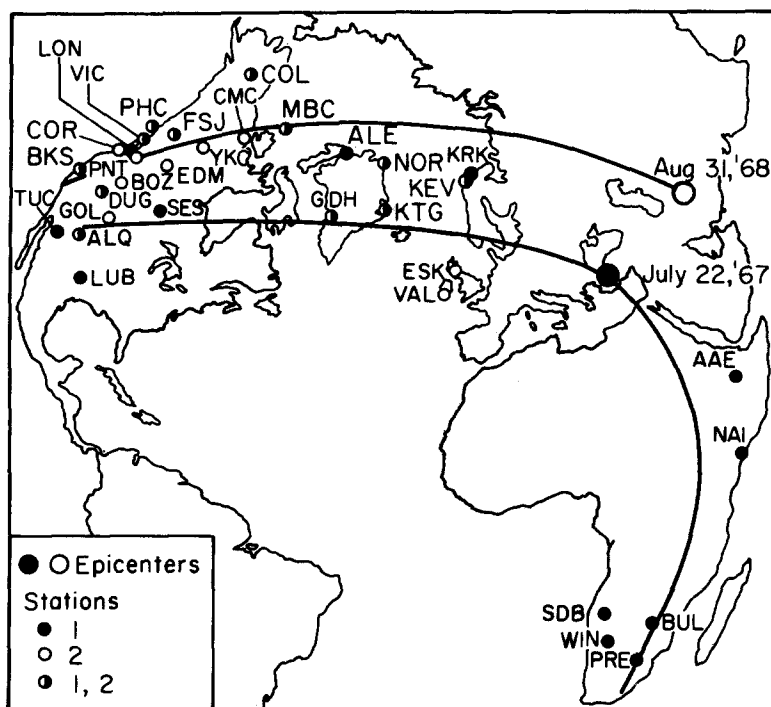 LON
VIC
COL
PHC
CMC
FSJ
MBC
COR
ALE
BKS
YKC
NOR
KRK
Aug 31,'68
PNT
BOZ
EDM
KEV
TUC
DUG
GOL
SES
GDH
KTG
ALQ
ESK
July 22,'67
LUB
VAL
AAE
NAI
Epicenters
Stations
1
2
1, 2
SDB
BUL
WIN
PRE